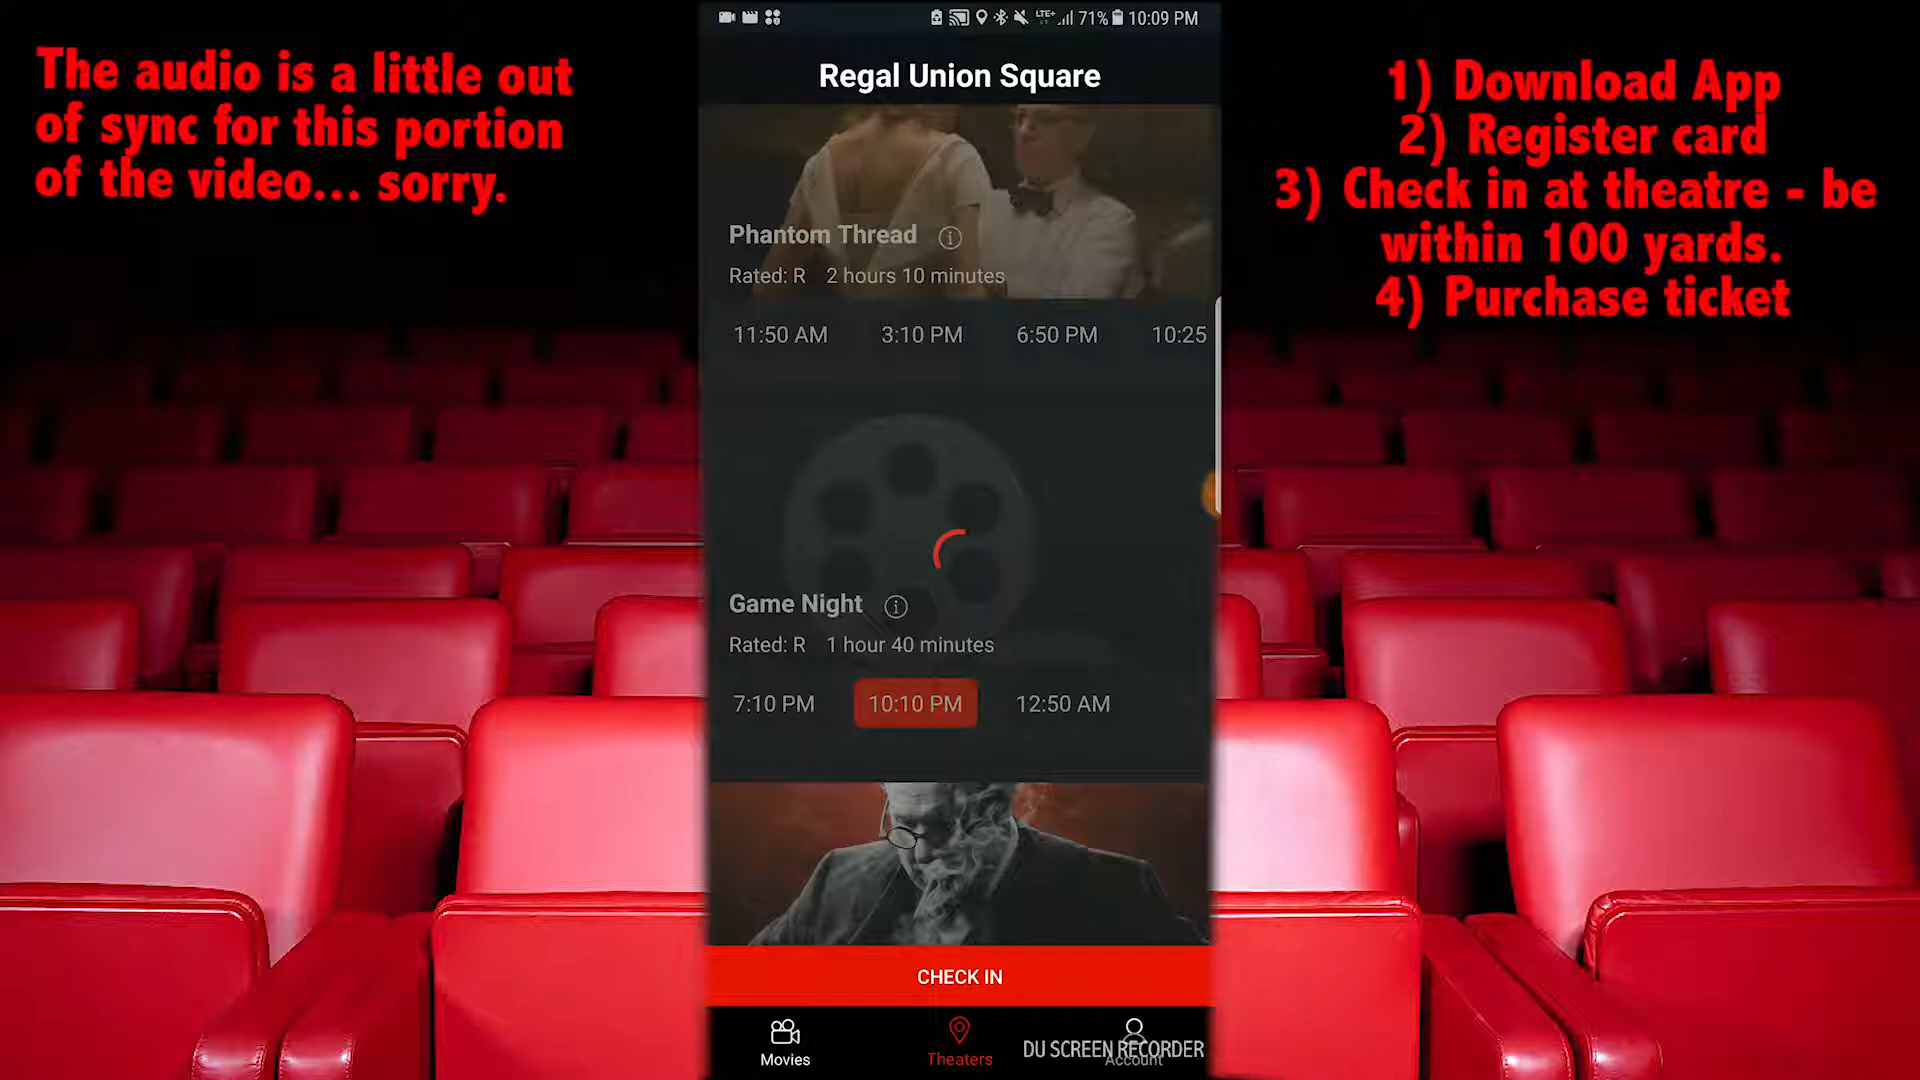 The audio is a little out
of sync for this portion
of the video... sorry.
LTE+ 71% 10:09 PM
Regal Union Square
Phantom Thread
Rated: R 2 hours 10 minutes
11:50 AM 3:10 PM 6:50 PM 10:25
Game Night
Rated: R 1 hour 40 minutes
7:10 PM 10:10 PM 12:50 AM
CHECK IN
Movies
Theaters
Account
DU SCREEN RECORDER
1) Download App
2) Register card
3) Check in at theatre - be
within 100 yards.
4) Purchase ticket